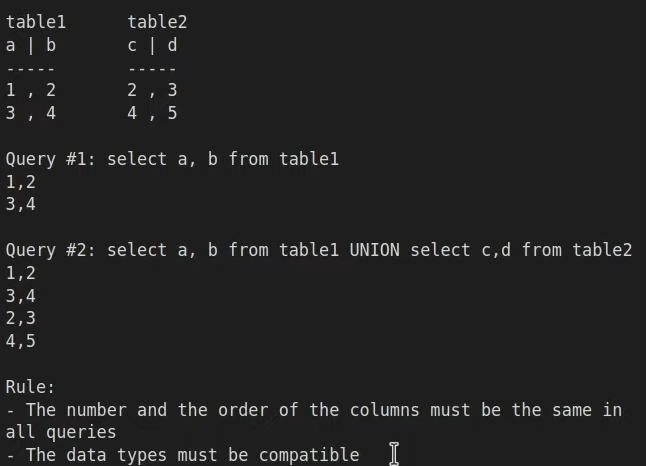 table1      table2
a | b       c | d
-----       -----
1 , 2       2 , 3
3 , 4       4 , 5

Query #1: select a, b from table1
1,2
3,4

Query #2: select a, b from table1 UNION select c,d from table2
1,2
3,4
2,3
4,5

Rule:
- The number and the order of the columns must be the same in
all queries
- The data types must be compatible